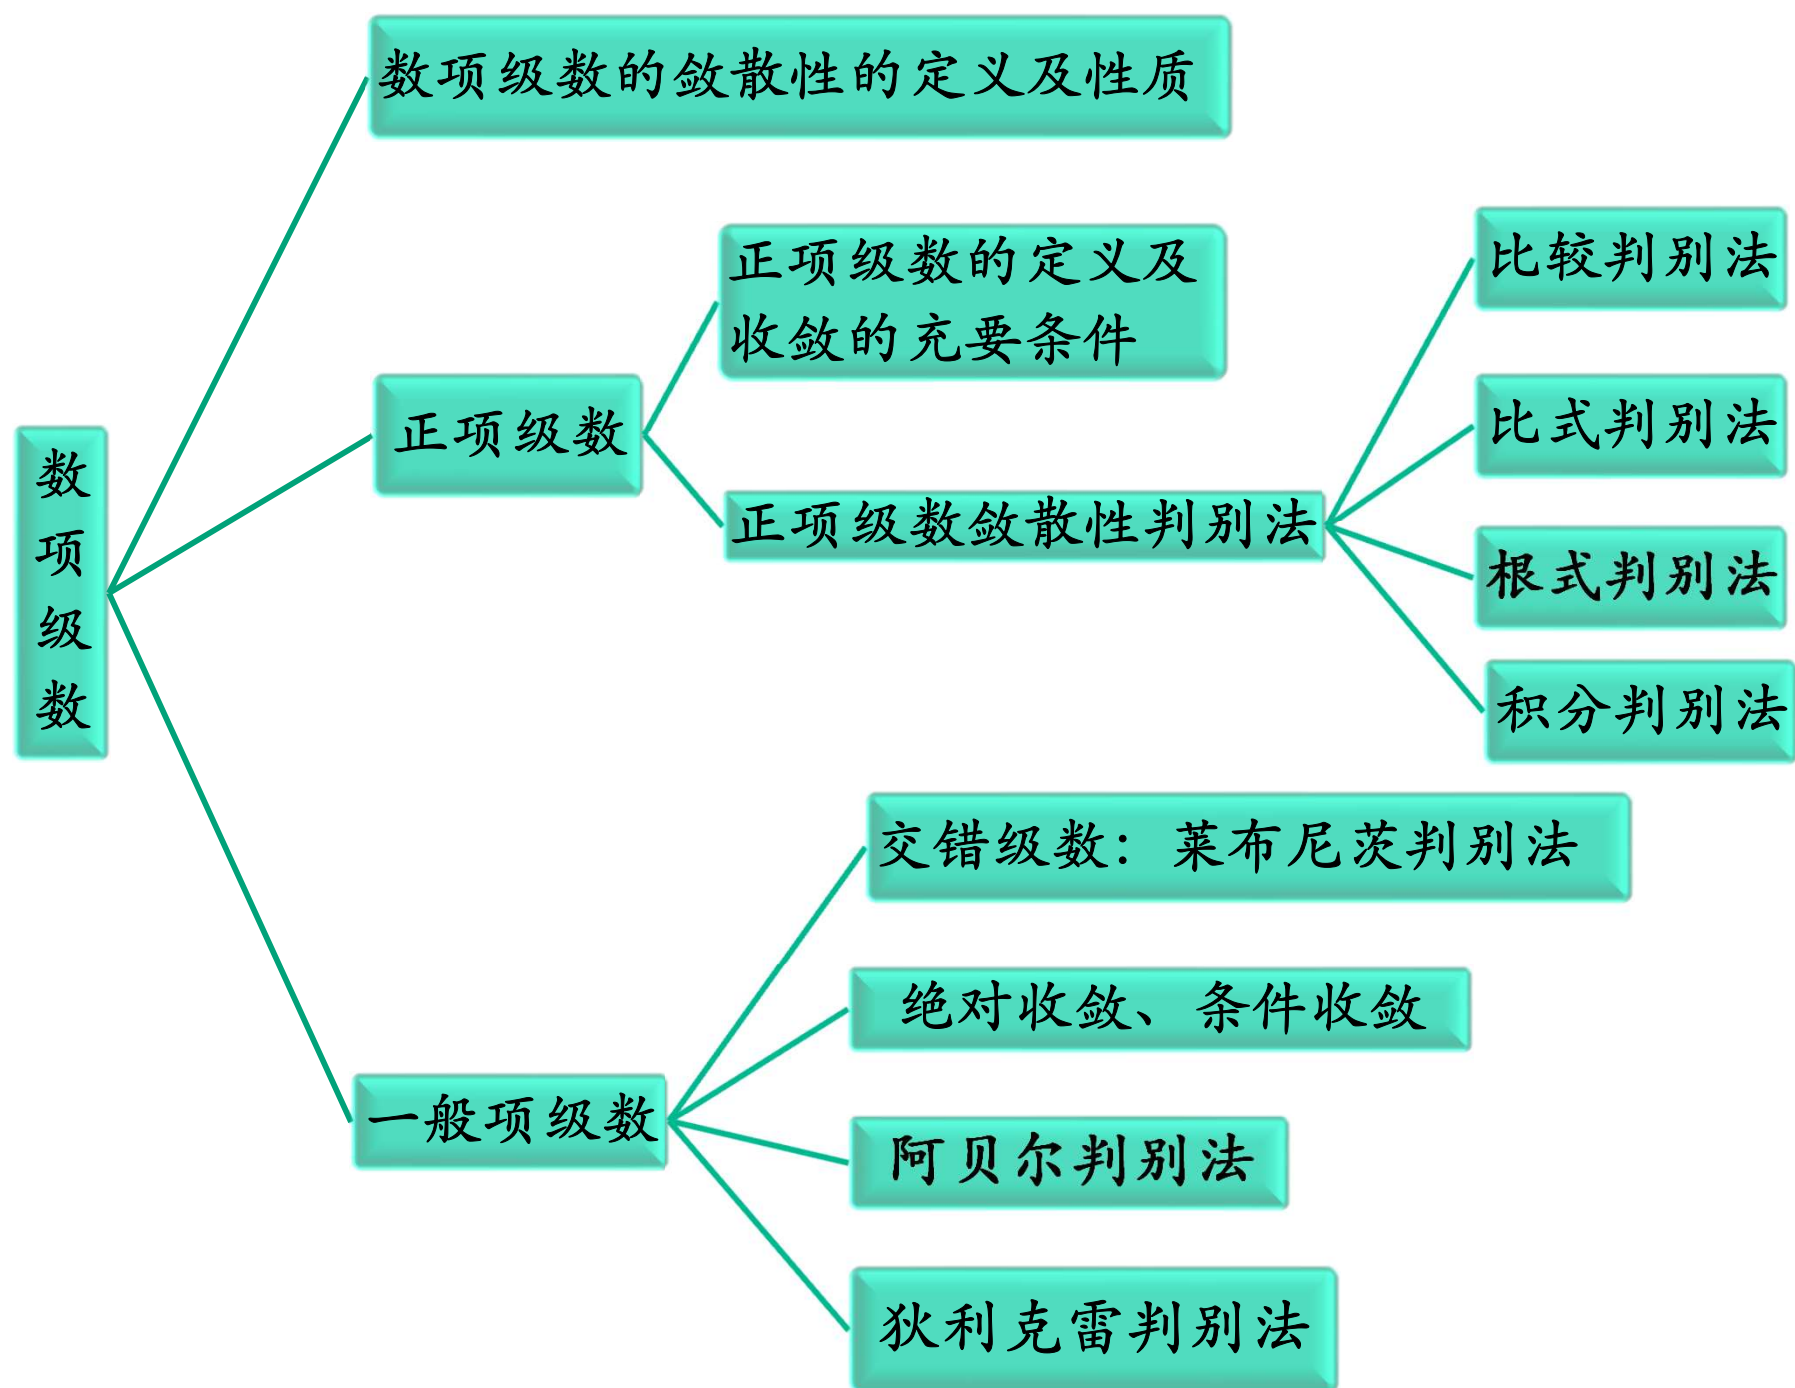 数项级数的敛散性的定义及性质
正项级数的定义及
收敛的充要条件
比较判别法
比式判别法
正项级数
数项级数
正项级数敛散性判别法
根式判别法
积分判别法
交错级数：莱布尼茨判别法
绝对收敛、条件收敛
一般项级数
阿贝尔判别法
狄利克雷判别法